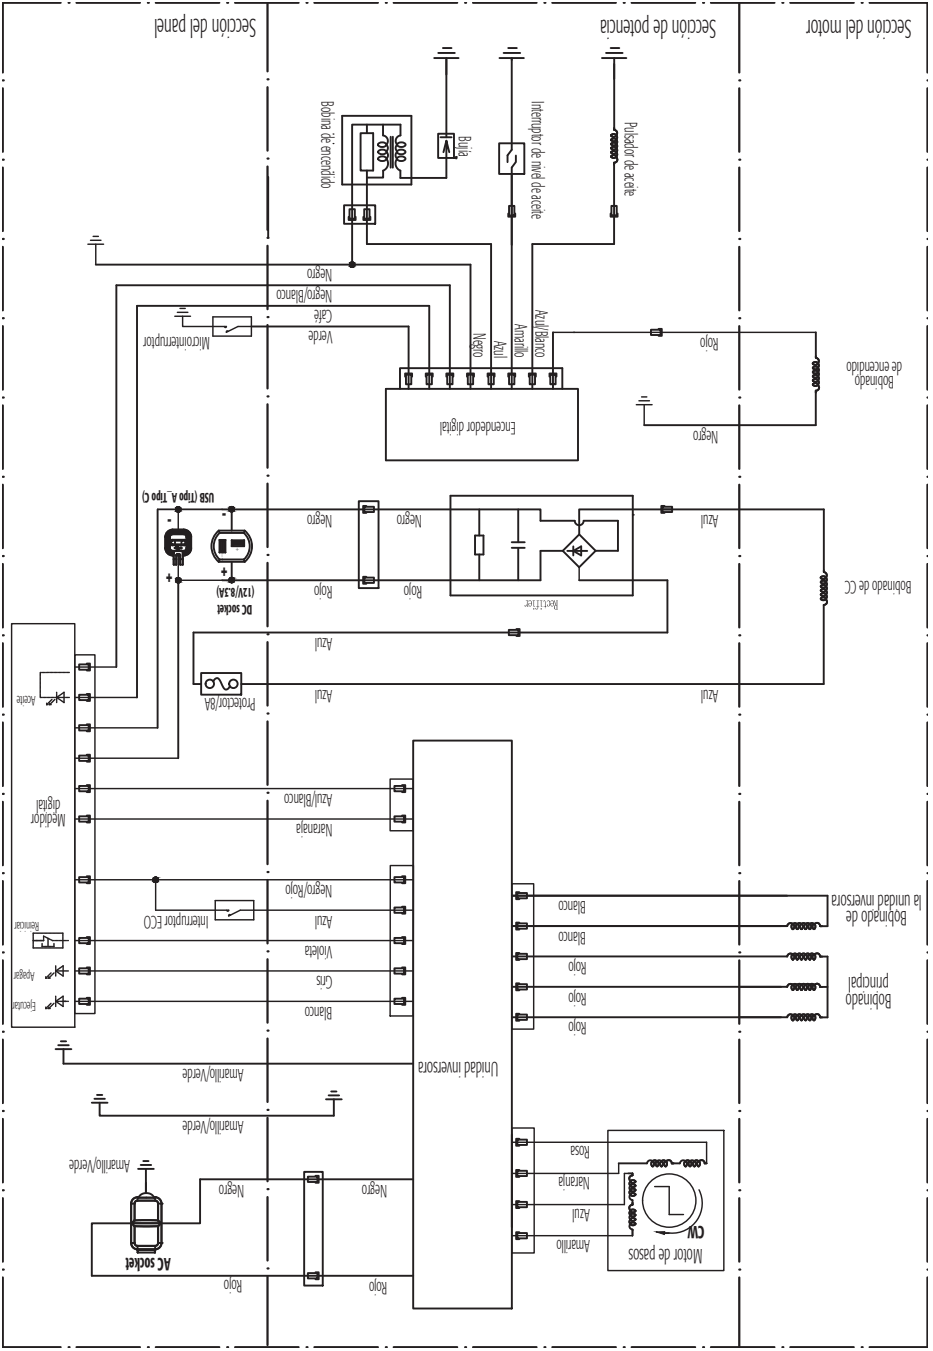 Rojo
Rojo
AC socket
Motor de pasos
CW
Amarillo
Azul
Naranja
Rosa
Negro
Negro
Amarillo/Verde
Amarillo/Verde
Amarillo/Verde
Unidad inversora
Bobinado
principal
Rojo
Rojo
Rojo
Blanco
Blanco
Bobinado de
la unidad inversora
Blanco
Gris
Violeta
Azul
Interruptor ECO
Negro/Rojo
Naranaja
Azul/Blanco
Ejecutar
Apagar
Reiniciar
Medidor
digital
Aceite
Azul
Azul
Protector/8A
Azul
Bobinado de CC
Rectifier
Rojo
Rojo
DC socket
(12V/8.3A)
+
+
Azul
Negro
Negro
-
-
USB (Tipo A_Tipo C)
Negro
Encendedor digital
Bobinado
de encendido
Rojo
Azul/Blanco
Amarillo
Azul
Negro
Verde
Microinterruptor
Café
Negro/Blanco
Negro
Pulsador de aceite
Interruptor de nivel de aceite
Bujía
Bobina de encendido
Sección del motor
Sección de potencia
Sección del panel